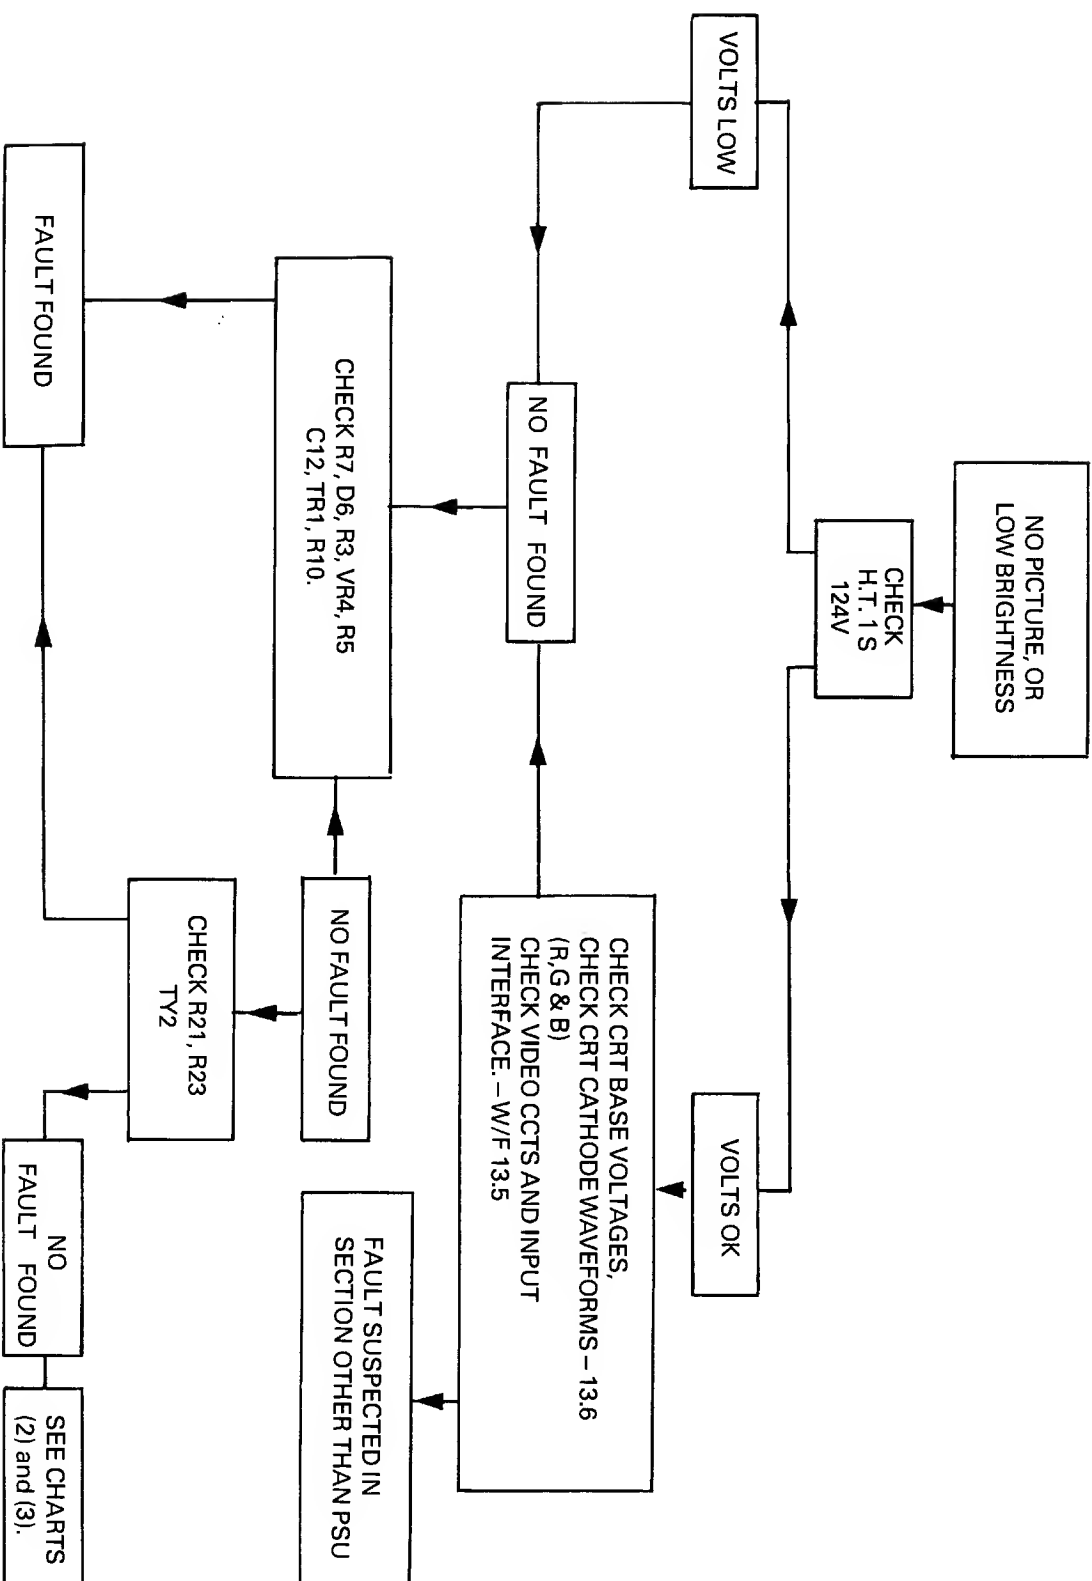 NO PICTURE, OR
LOW BRIGHTNESS
CHECK
H.T. 1 S
124V
VOLTS LOW
VOLTS OK
NO FAULT FOUND
CHECK CRT BASE VOLTAGES,
CHECK CRT CATHODE WAVEFORMS – 13.6
(R,G & B)
CHECK VIDEO CCTS AND INPUT
INTERFACE. – W/F 13.5
CHECK R7, D6, R3, VR4, R5
C12, TR1, R10.
NO FAULT FOUND
FAULT SUSPECTED IN
SECTION OTHER THAN PSU
CHECK R21, R23
TY2
FAULT FOUND
NO
FAULT FOUND
SEE CHARTS
(2) and (3).